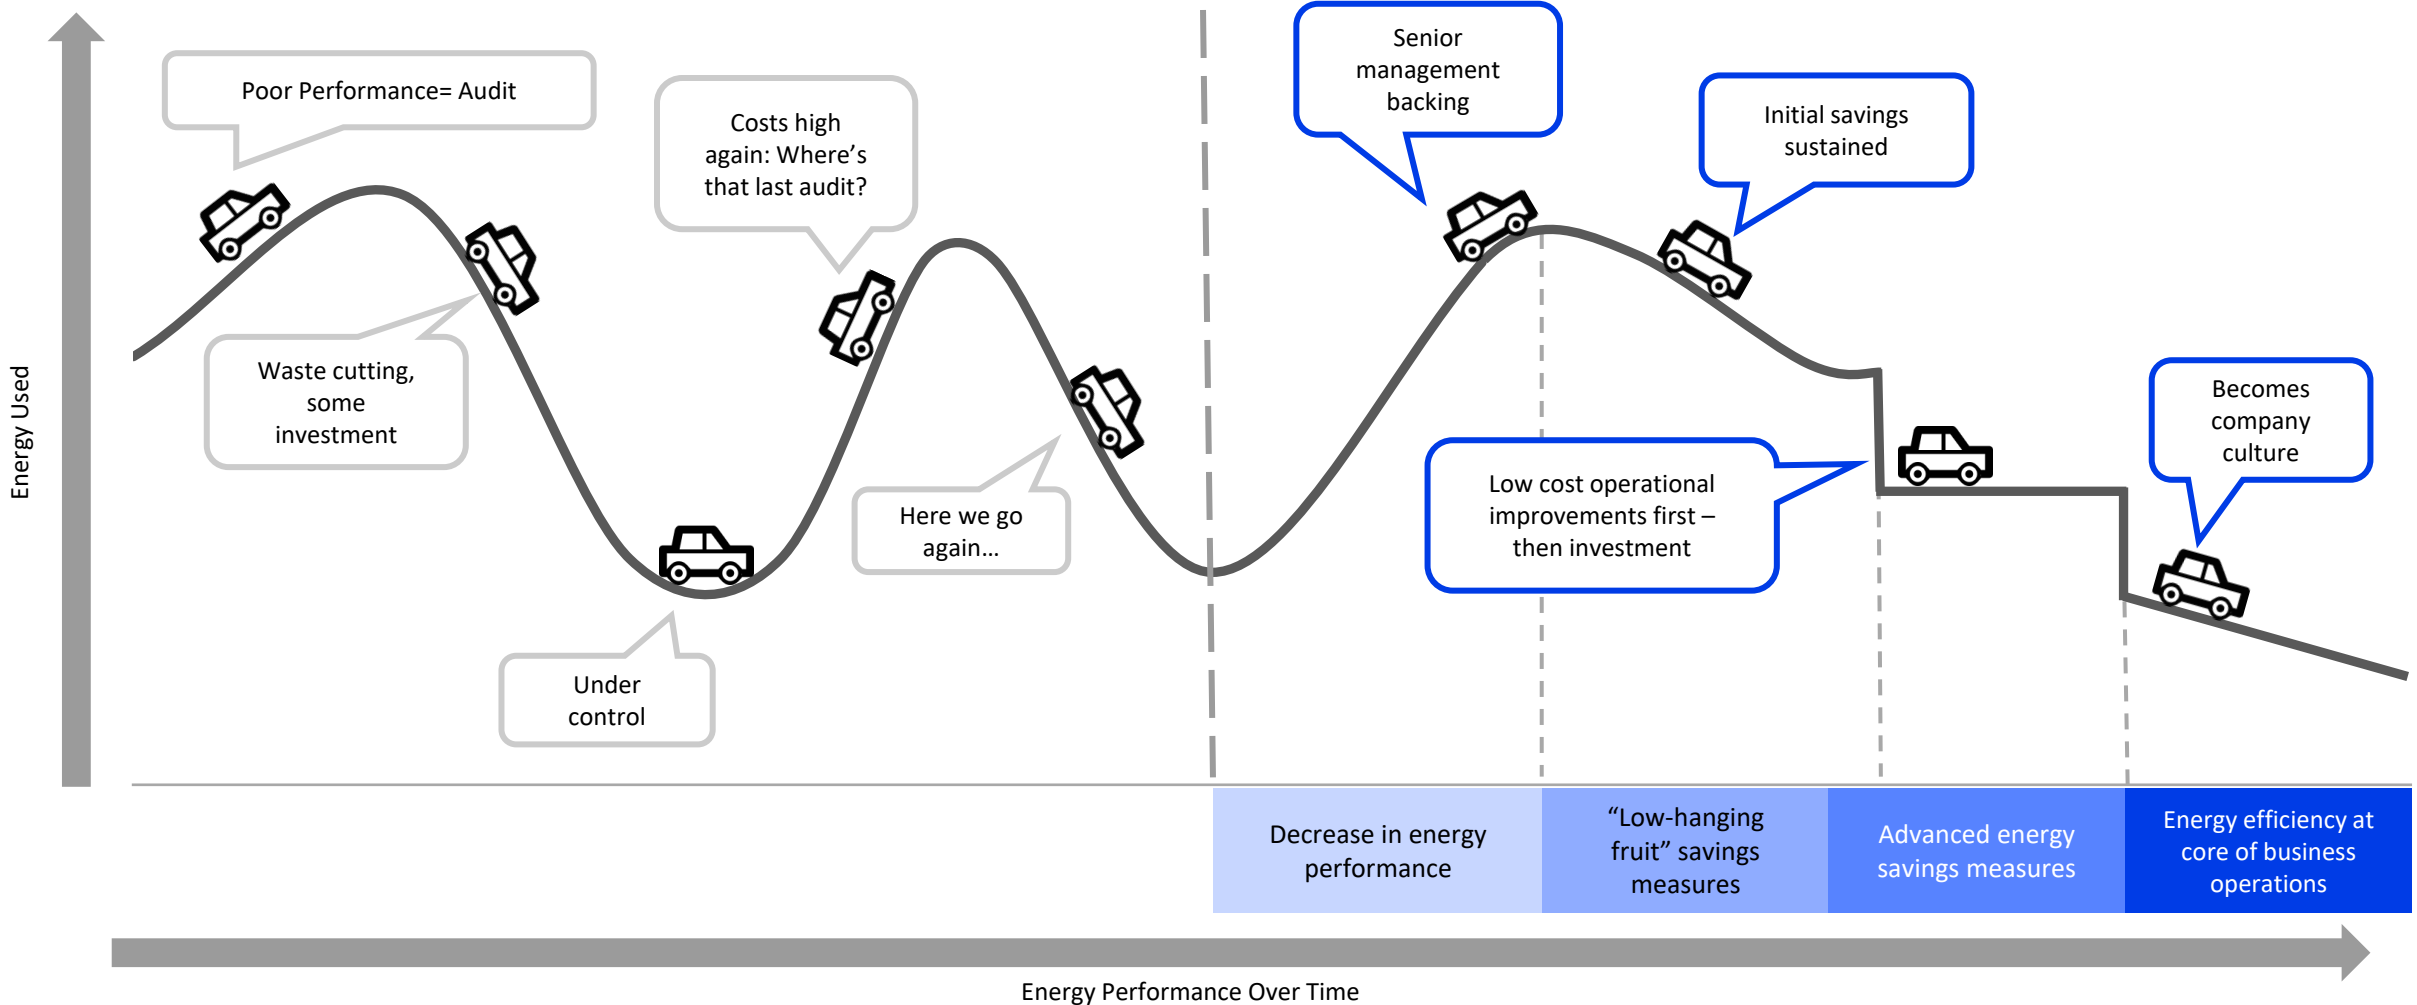 Poor Performance= Audit
Costs high
again: Where’s
that last audit?
Senior
management
backing
Initial savings
sustained
Waste cutting,
some
investment
Here we go
again…
Under
control
Low cost operational
improvements first –
then investment
Becomes
company
culture
Energy Used
Decrease in energy
performance
“Low-hanging
fruit” savings
measures
Advanced energy
savings measures
Energy efficiency at
core of business
operations
Energy Performance Over Time